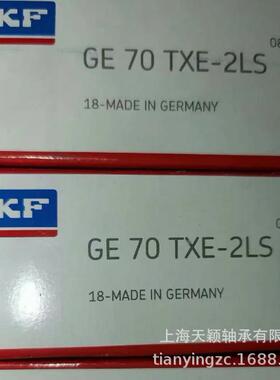 KF
08
GE 70 TXE-2LS
18-MADE IN GERMANY
KF
GE 70 TXE-2LS
18-MADE IN GERMANY
上海天颖轴承有限
tianyingzc.1688.